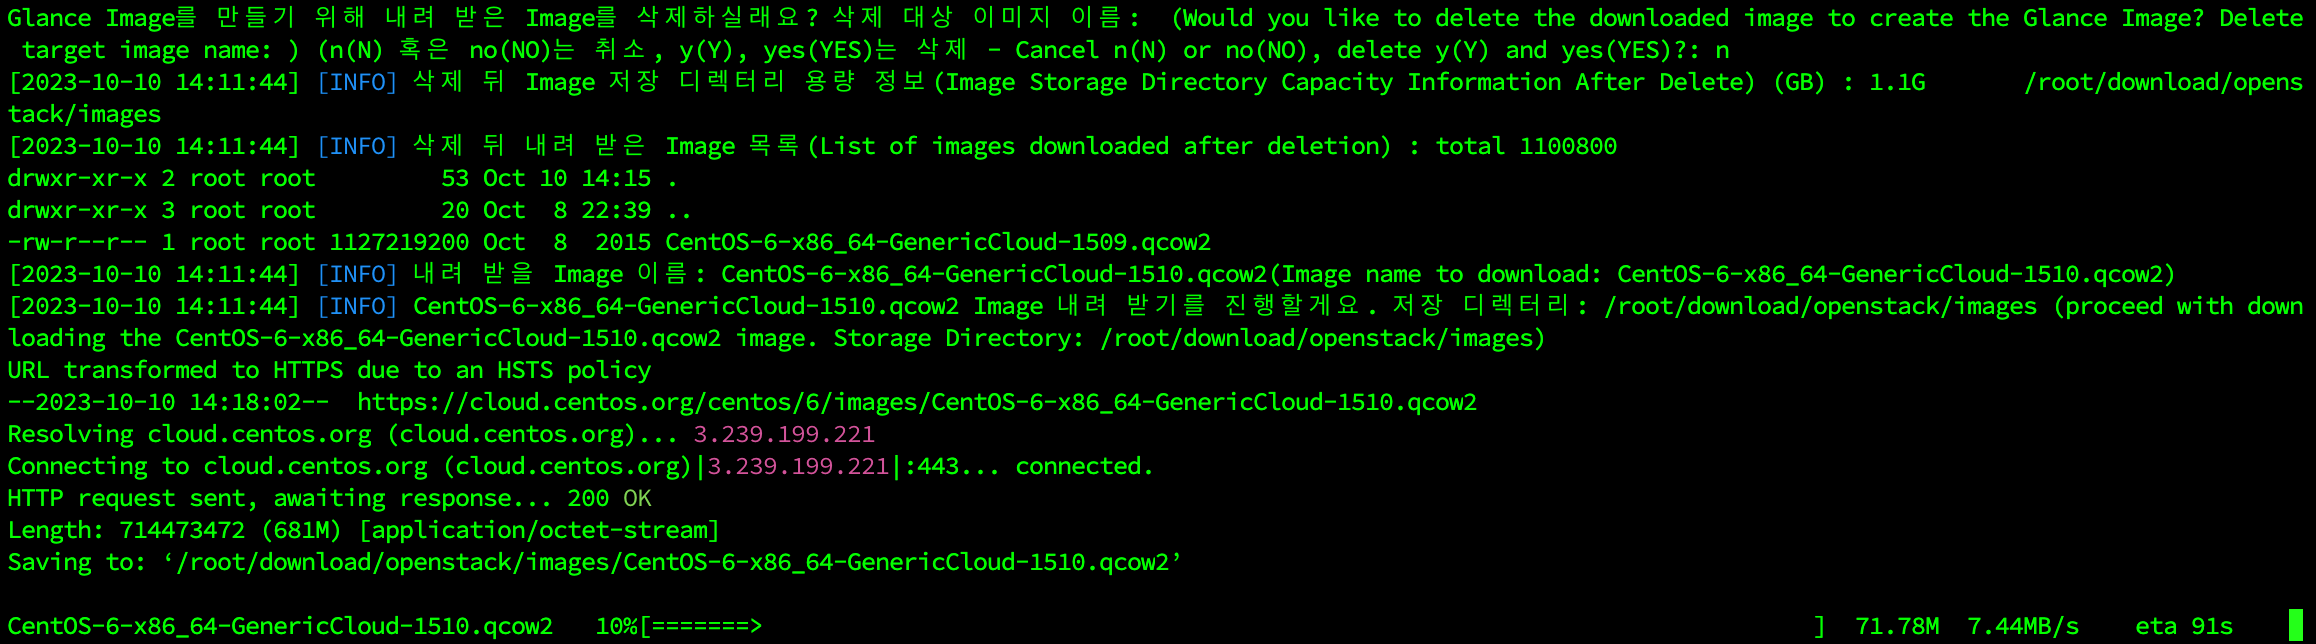 Glance Image를 만들기 위해 내려 받은 Image를 삭제하실래요? 삭제 대상 이미지 이름:  (Would you like to delete the downloaded image to create the Glance Image? Delete
 target image name: ) (n(N) 혹은 no(NO)는 취소, y(Y), yes(YES)는 삭제 - Cancel n(N) or no(NO), delete y(Y) and yes(YES)?: n
[2023-10-10 14:11:44] [INFO] 삭제 뒤 Image 저장 디렉터리 용량 정보(Image Storage Directory Capacity Information After Delete) (GB) : 1.1G       /root/download/opens
tack/images
[2023-10-10 14:11:44] [INFO] 삭제 뒤 내려 받은 Image 목록(List of images downloaded after deletion) : total 1100800
drwxr-xr-x 2 root root         53 Oct 10 14:15 .
drwxr-xr-x 3 root root         20 Oct  8 22:39 ..
-rw-r--r-- 1 root root 1127219200 Oct  8  2015 CentOS-6-x86_64-GenericCloud-1509.qcow2
[2023-10-10 14:11:44] [INFO] 내려 받을 Image 이름: CentOS-6-x86_64-GenericCloud-1510.qcow2(Image name to download: CentOS-6-x86_64-GenericCloud-1510.qcow2)
[2023-10-10 14:11:44] [INFO] CentOS-6-x86_64-GenericCloud-1510.qcow2 Image 내려 받기를 진행할게요. 저장 디렉터리: /root/download/openstack/images (proceed with down
loading the CentOS-6-x86_64-GenericCloud-1510.qcow2 image. Storage Directory: /root/download/openstack/images)
URL transformed to HTTPS due to an HSTS policy
--2023-10-10 14:18:02--  https://cloud.centos.org/centos/6/images/CentOS-6-x86_64-GenericCloud-1510.qcow2
Resolving cloud.centos.org (cloud.centos.org)... 3.239.199.221
Connecting to cloud.centos.org (cloud.centos.org)|3.239.199.221|:443... connected.
HTTP request sent, awaiting response... 200 OK
Length: 714473472 (681M) [application/octet-stream]
Saving to: ‘/root/download/openstack/images/CentOS-6-x86_64-GenericCloud-1510.qcow2’
CentOS-6-x86_64-GenericCloud-1510.qcow2   10%[=======>                    ]  71.78M  7.44MB/s    eta 91s